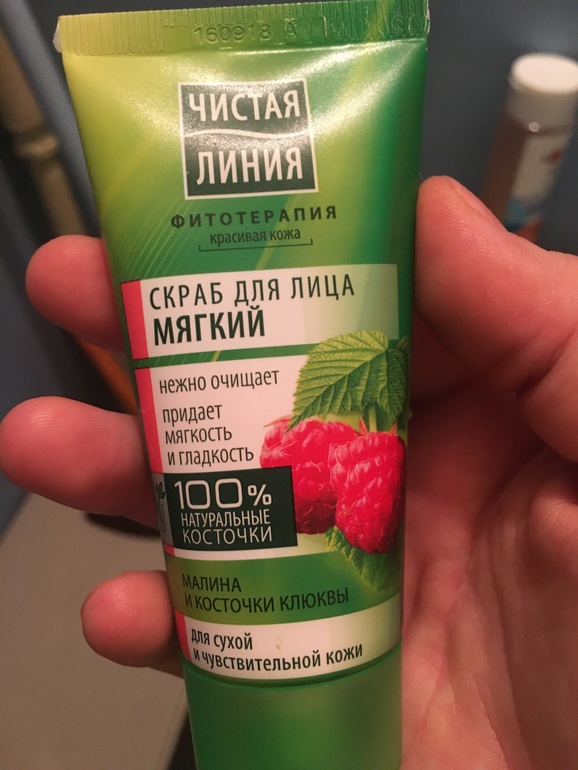 160918 A
ЧИСТАЯ
ЛИНИЯ
ФИТОТЕРАПИЯ
красивая кожа
СКРАБ ДЛЯ ЛИЦА
МЯГКИЙ
нежно очищает
придает
мягкость
и гладкость
100%
НАТУРАЛЬНЫЕ
КОСТОЧКИ
МАЛИНА
И КОСТОЧКИ КЛЮКВЫ
для сухой
и чувствительной кожи